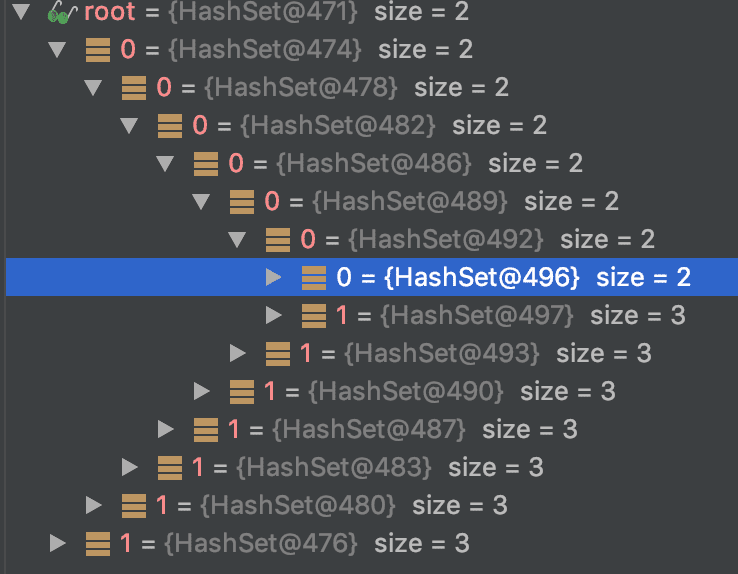 root = {HashSet@471} size = 2
0 = {HashSet@474} size = 2
0 = {HashSet@478} size = 2
0 = {HashSet@482} size = 2
0 = {HashSet@486} size = 2
0 = {HashSet@489} size = 2
0 = {HashSet@492} size = 2
0 = {HashSet@496} size = 2
1 = {HashSet@497} size = 3
1 = {HashSet@493} size = 3
1 = {HashSet@490} size = 3
1 = {HashSet@487} size = 3
1 = {HashSet@483} size = 3
1 = {HashSet@480} size = 3
1 = {HashSet@476} size = 3